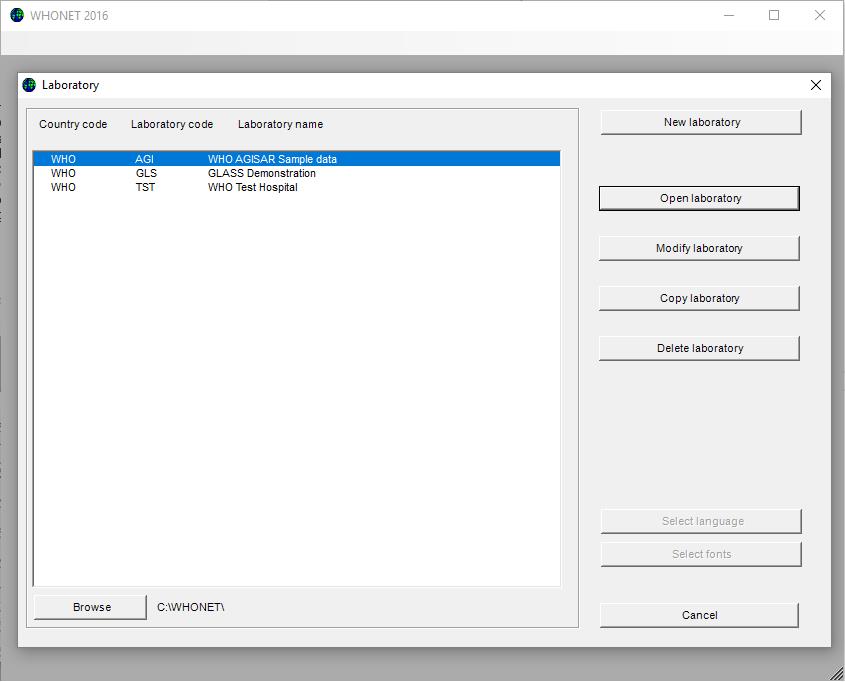 WHONET 2016
Laboratory
Country code Laboratory code Laboratory name
WHO AGI WHO AGISAR Sample data
WHO GLS GLASS Demonstration
WHO TST WHO Test Hospital
Browse C:\WHONET\
New laboratory
Open laboratory
Modify laboratory
Copy laboratory
Delete laboratory
Select language
Select fonts
Cancel